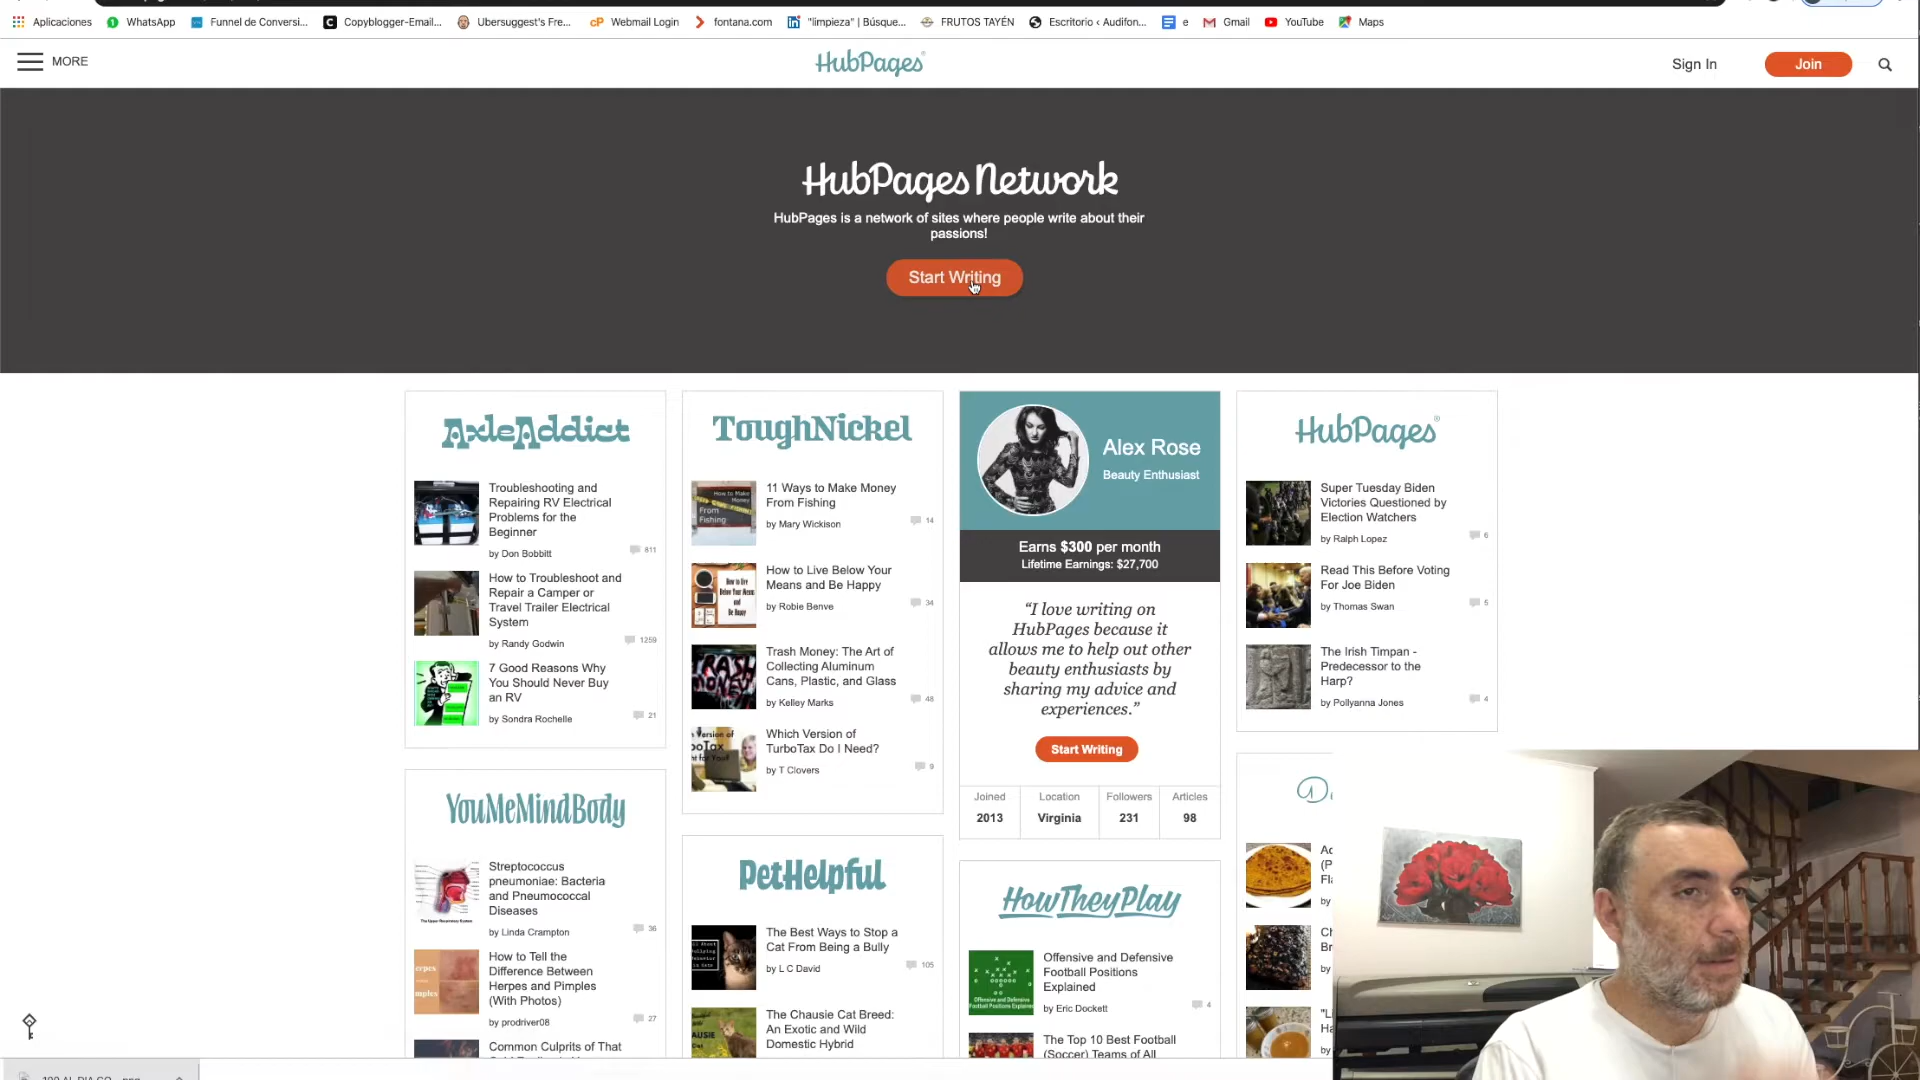 Aplicaciones
WhatsApp
Funnel de Conversi...
Copyblogger-Email...
Ubersuggest's Fre...
Webmail Login
fontana.com
"limpieza" | Búsque...
FRUTOS TAYÉN
Escritorio ‹ Audifon...
e
Gmail
YouTube
Maps
MORE
HubPages
Sign In
Join
HubPages Network
HubPages is a network of sites where people write about their
passions!
Start Writing
AxleAddict
Troubleshooting and
Repairing RV Electrical
Problems for the
Beginner
by Don Bobbitt
811
How to Troubleshoot and
Repair a Camper or
Travel Trailer Electrical
System
by Randy Godwin
1259
7 Good Reasons Why
You Should Never Buy
an RV
by Sondra Rochelle
21
YouMeMindBody
Streptococcus
pneumoniae: Bacteria
and Pneumococcal
Diseases
by Linda Crampton
36
How to Tell the
Difference Between
Herpes and Pimples
(With Photos)
by prodriver08
27
Common Culprits of That
ToughNickel
11 Ways to Make Money
From Fishing
by Mary Wickison
14
How to Live Below Your
Means and Be Happy
by Robie Benve
34
Trash Money: The Art of
Collecting Aluminum
Cans, Plastic, and Glass
by Kelley Marks
48
Which Version of
TurboTax Do I Need?
by T Clovers
9
PetHelpful
The Best Ways to Stop a
Cat From Being a Bully
by L C David
105
The Chausie Cat Breed:
An Exotic and Wild
Domestic Hybrid
Alex Rose
Beauty Enthusiast
Earns $300 per month
Lifetime Earnings: $27,700
“I love writing on
HubPages because it
allows me to help out other
beauty enthusiasts by
sharing my advice and
experiences.”
Start Writing
Joined Location Followers Articles
2013 Virginia 231 98
HowTheyPlay
Offensive and Defensive
Football Positions
Explained
by Eric Dockett
4
The Top 10 Best Football
(Soccer) Teams of All
HubPages
Super Tuesday Biden
Victories Questioned by
Election Watchers
by Ralph Lopez
6
Read This Before Voting
For Joe Biden
by Thomas Swan
5
The Irish Timpan -
Predecessor to the
Harp?
by Pollyanna Jones
4
by
by
by